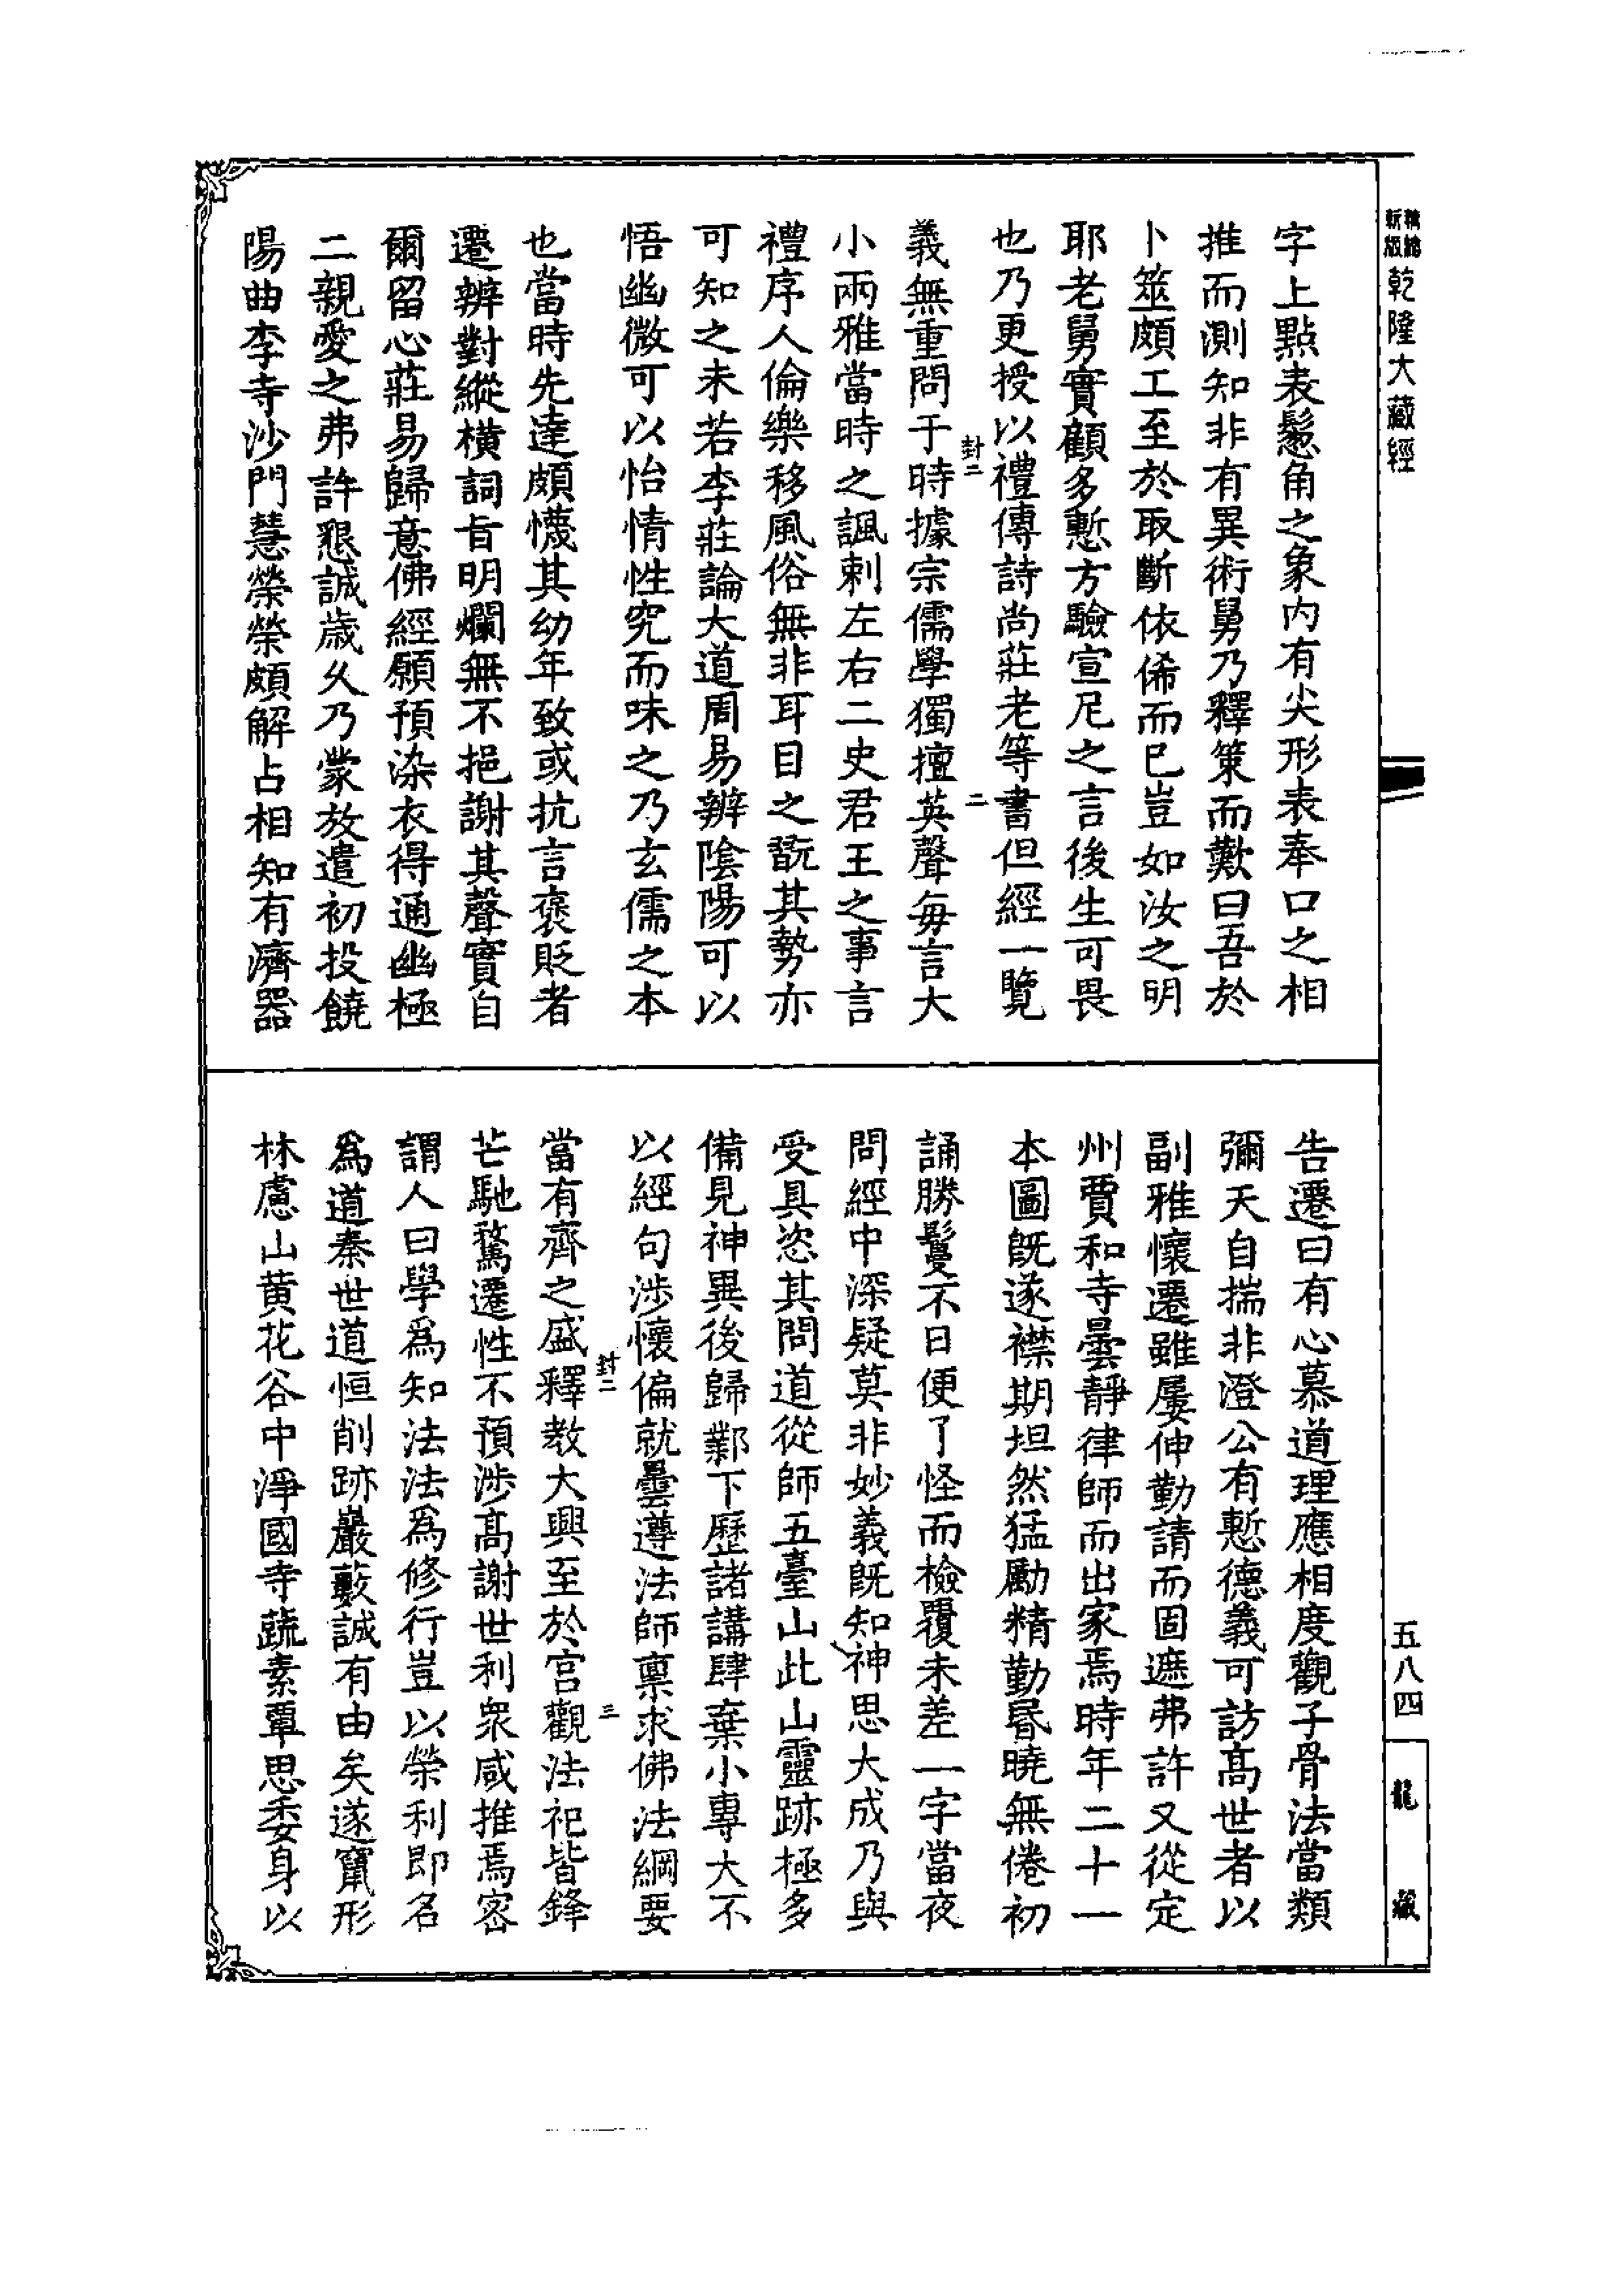 精縮
新版
乾隆大藏經
字上點表鬆角之象内有尖形表奉口之相
推而測知非有異術舅乃釋策而歎曰吾於
卜筮頗工至於取斷依俙而已豈如汝之明
耶老舅實顧多慙方驗宣尼之言後生可畏
也乃更授以禮傳詩尚莊老等書但經一覽
封二
二
義無重問于時據宗儒學獨擅英聲每言大
小兩雅當時之諷刺左右二史君王之事言
禮序人倫樂移風俗無非耳目之翫其勢亦
可知之未若李莊論大道周易辨陰陽可以
悟幽微可以怡情性究而味之乃玄儒之本
也當時先達頗懱其幼年致或抗言褒貶者
遷辨對縱橫詞旨明爛無不挹謝其聲實自
爾留心莊易歸意佛經願預染衣得通幽極
二親愛之弗許懇誠歲久乃蒙放遣初投饒
陽曲李寺沙門慧榮榮頗解占相知有濟器
告遷曰有心慕道理應相度觀子骨法當類
彌天自揣非澄公有慙德義可訪高世者以
副雅懷遷雖屢伸勤請而固遮弗許又從定
州賈和寺曇靜律師而出家焉時年二十一
本圖旣遂襟期坦然猛勵精勤昬曉無倦初
誦勝鬘不日便了怪而檢覆未差一字當夜
問經中深疑莫非妙義旣知神思大成乃與
受具恣其問道從師五臺山此山靈跡極多
備見神異後歸鄴下歷諸講肆棄小專大不
以經句涉懷偏就曇遵法師稟求佛法綱要
封二
三
當有齊之盛釋教大興至於宮觀法祀皆鋒
芒馳騖遷性不預涉高謝世利衆咸推焉密
謂人曰學爲知法法爲修行豈以榮利即名
爲道秦世道恒削跡巖藪誠有由矣遂竄形
林慮山黄花谷中淨國寺蔬素覃思委身以
五八四
龍藏